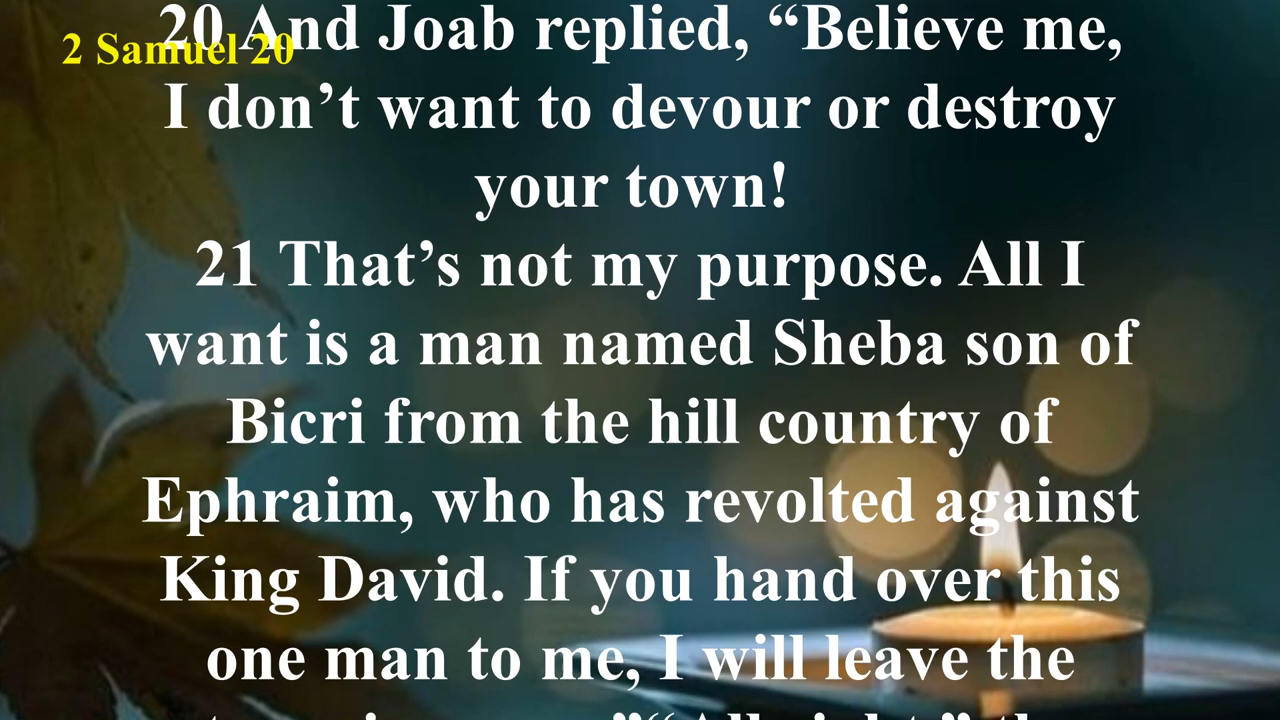 2 Samuel 20
20 And Joab replied, “Believe me,
I don’t want to devour or destroy
your town!
21 That’s not my purpose. All I
want is a man named Sheba son of
Bicri from the hill country of
Ephraim, who has revolted against
King David. If you hand over this
one man to me, I will leave the